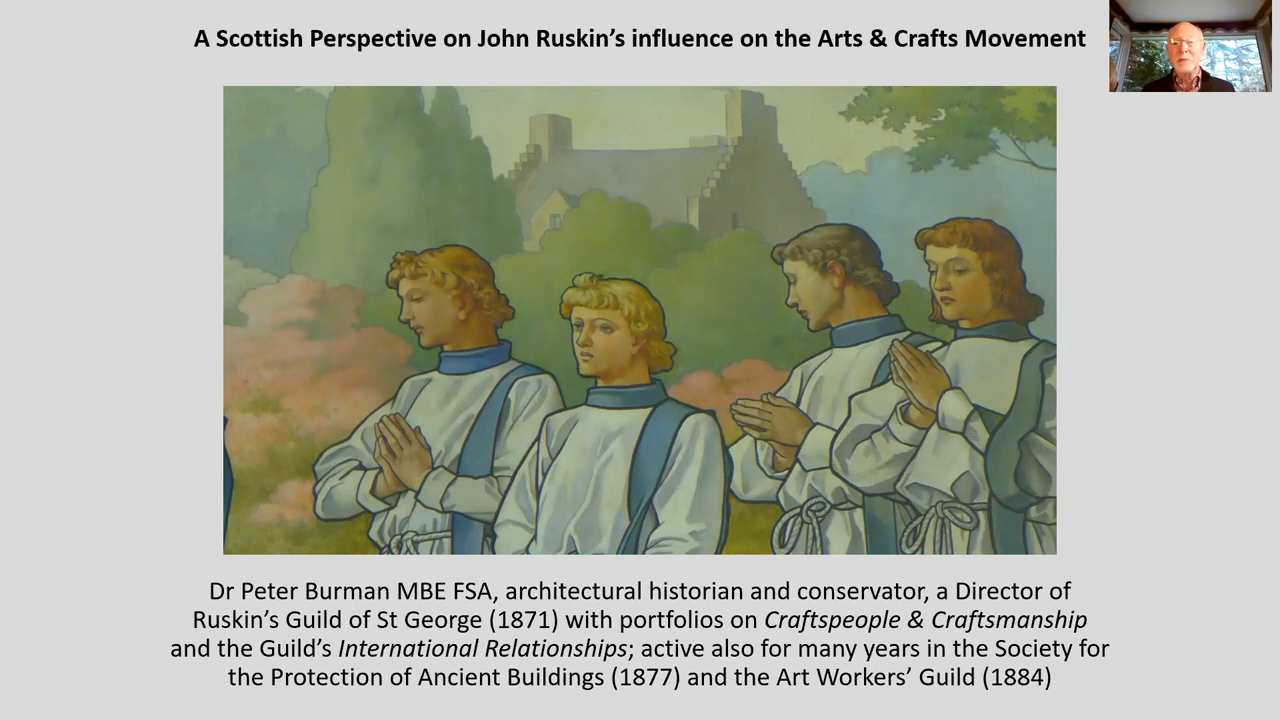 A Scottish Perspective on John Ruskin’s influence on the Arts & Crafts Movement
Dr Peter Burman MBE FSA, architectural historian and conservator, a Director of
Ruskin’s Guild of St George (1871) with portfolios on Craftspeople & Craftsmanship
and the Guild’s International Relationships; active also for many years in the Society for
the Protection of Ancient Buildings (1877) and the Art Workers’ Guild (1884)